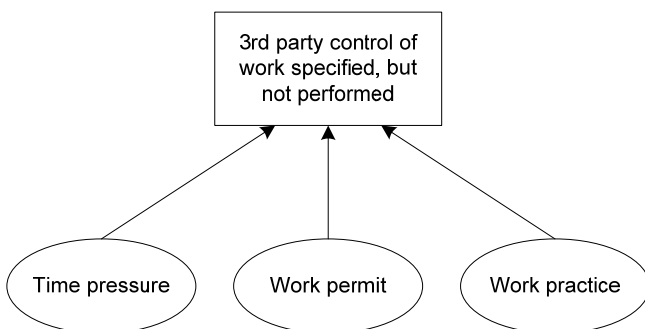 3rd party control of
work specified, but
not performed
Time pressure
Work permit
Work practice